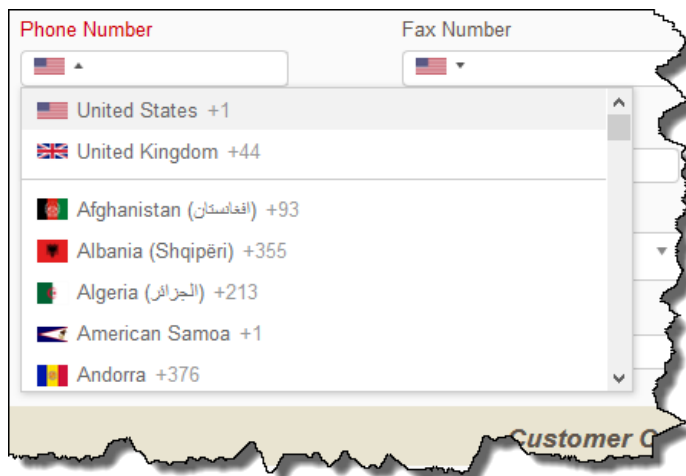 Phone Number Fax Number
United States +1
United Kingdom +44
Afghanistan (‫افغانستان‬‎) +93
Albania (Shqipëri) +355
Algeria (‫الجزائر‬‎) +213
American Samoa +1
Andorra +376
Customer C